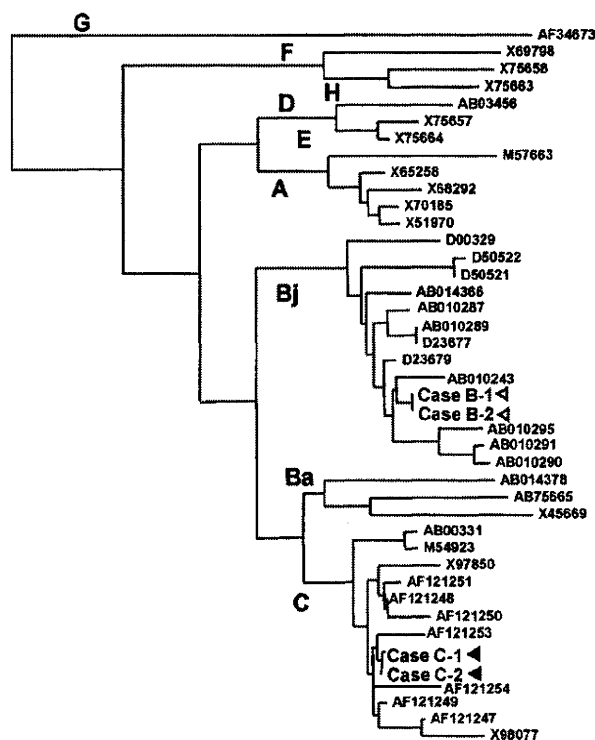 G
AF34673
F
X69798
X75658
X75663
H
D
AB03456
X75657
E
X75664
M57663
A
X65258
X68292
X70185
X51970
D00329
D50522
D50521
Bj
AB014366
AB010287
AB010289
D23677
D23679
AB010243
Case B-1
Case B-2
AB010295
AB010291
AB010290
Ba
AB014378
AB75665
X45669
AB00331
M54923
X97850
C
AF121251
AF121248
AF121250
AF121253
Case C-1
Case C-2
AF121254
AF121249
AF121247
X98077